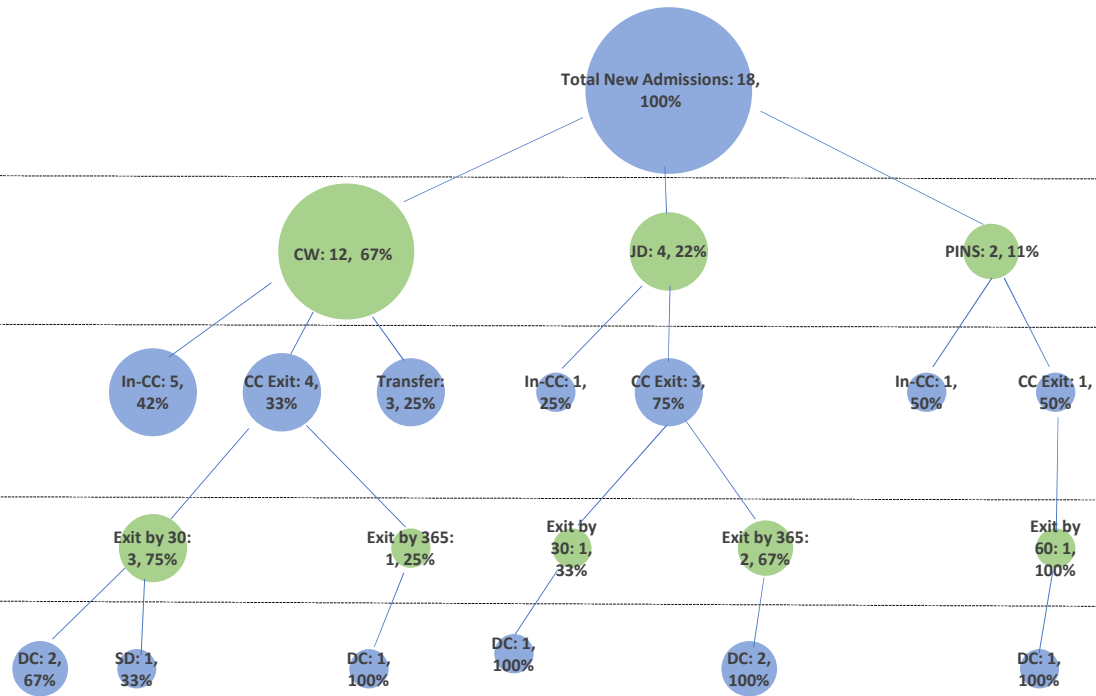 Total New Admissions: 18,
100%
CW: 12,  67%
JD: 4, 22%
PINS: 2, 11%
In-CC: 5,
42%
CC Exit: 4,
33%
Transfer:
3, 25%
In-CC: 1,
25%
CC Exit: 3,
75%
In-CC: 1,
50%
CC Exit: 1,
50%
Exit by 30:
3, 75%
Exit by 365:
1, 25%
Exit by
30: 1,
33%
Exit by 365:
2, 67%
Exit by
60: 1,
100%
DC: 2,
67%
SD: 1,
33%
DC: 1,
100%
DC: 1,
100%
DC: 2,
100%
DC: 1,
100%